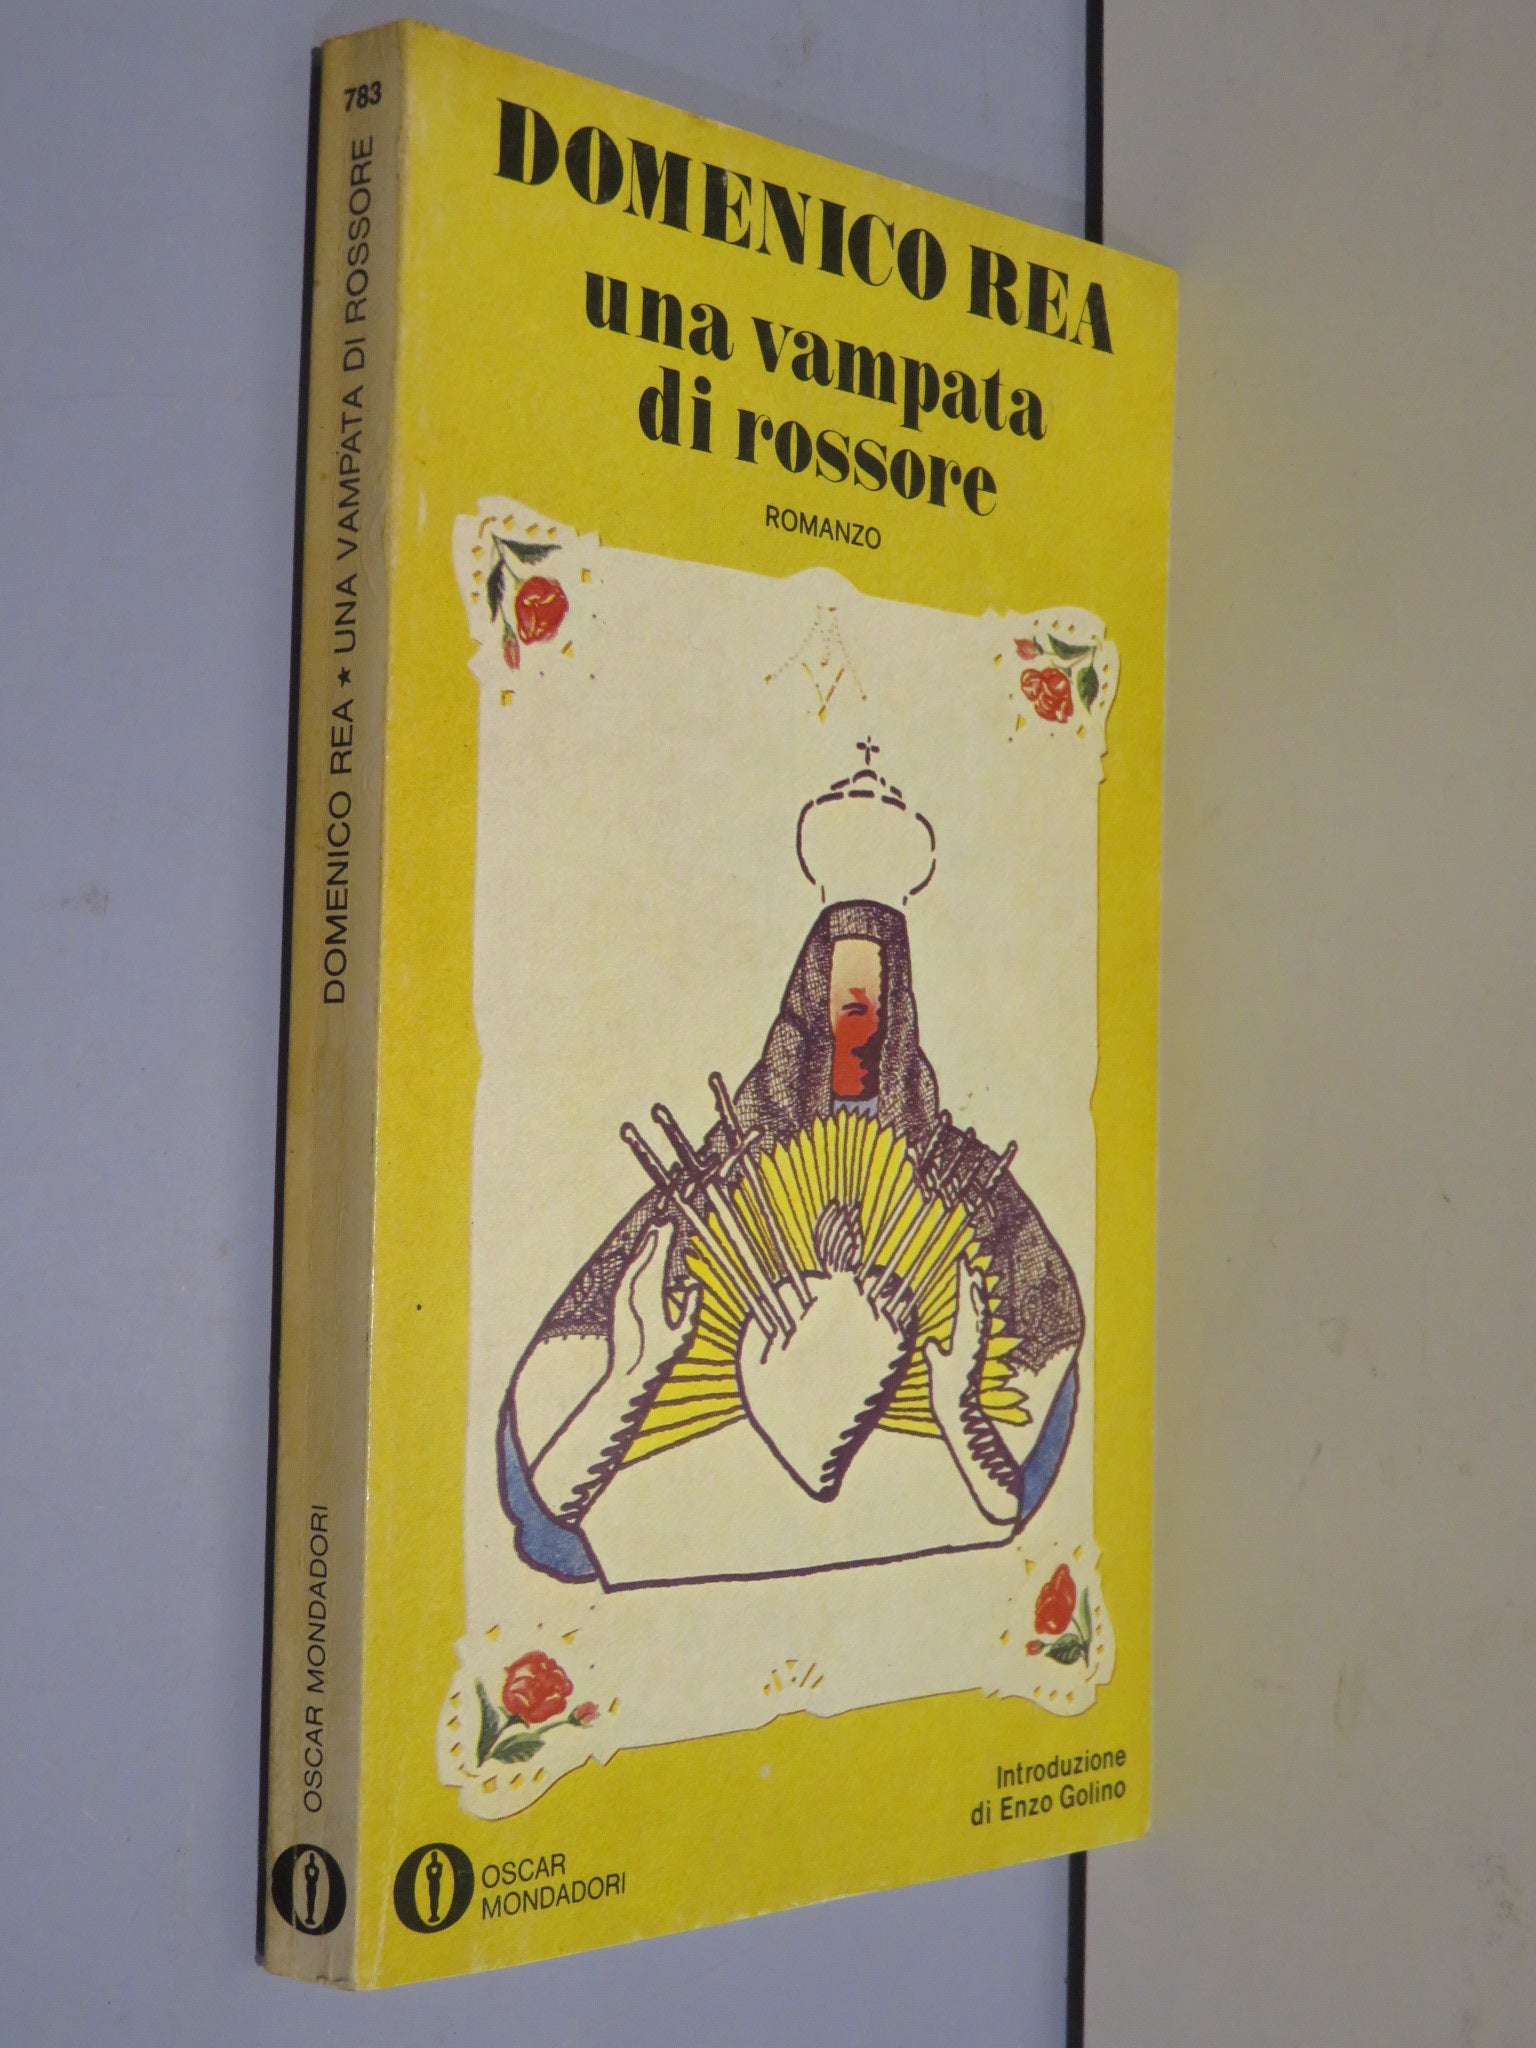 783
DOMENICO REA ★ UNA VAMPATA DI ROSSORE
OSCAR MONDADORI
DOMENICO REA
una vampata
di rossore
ROMANZO
Introduzione
di Enzo Golino
OSCAR
MONDADORI